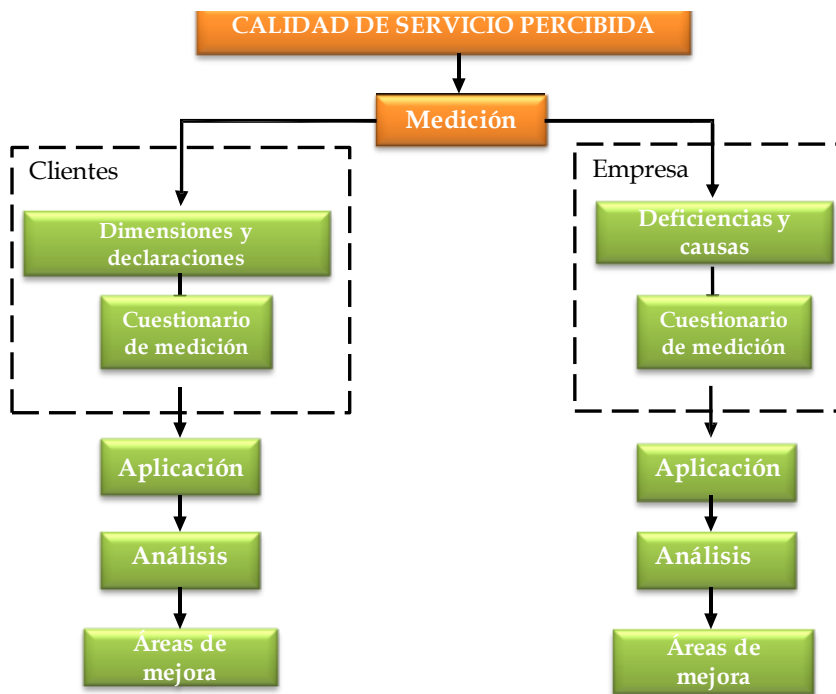 CALIDAD DE SERVICIO PERCIBIDA
Medición
Clientes
Dimensiones y
declaraciones
Cuestionario
de medición
Aplicación
Análisis
Áreas de
mejora
Empresa
Deficiencias y
causas
Cuestionario
de medición
Aplicación
Análisis
Áreas de
mejora